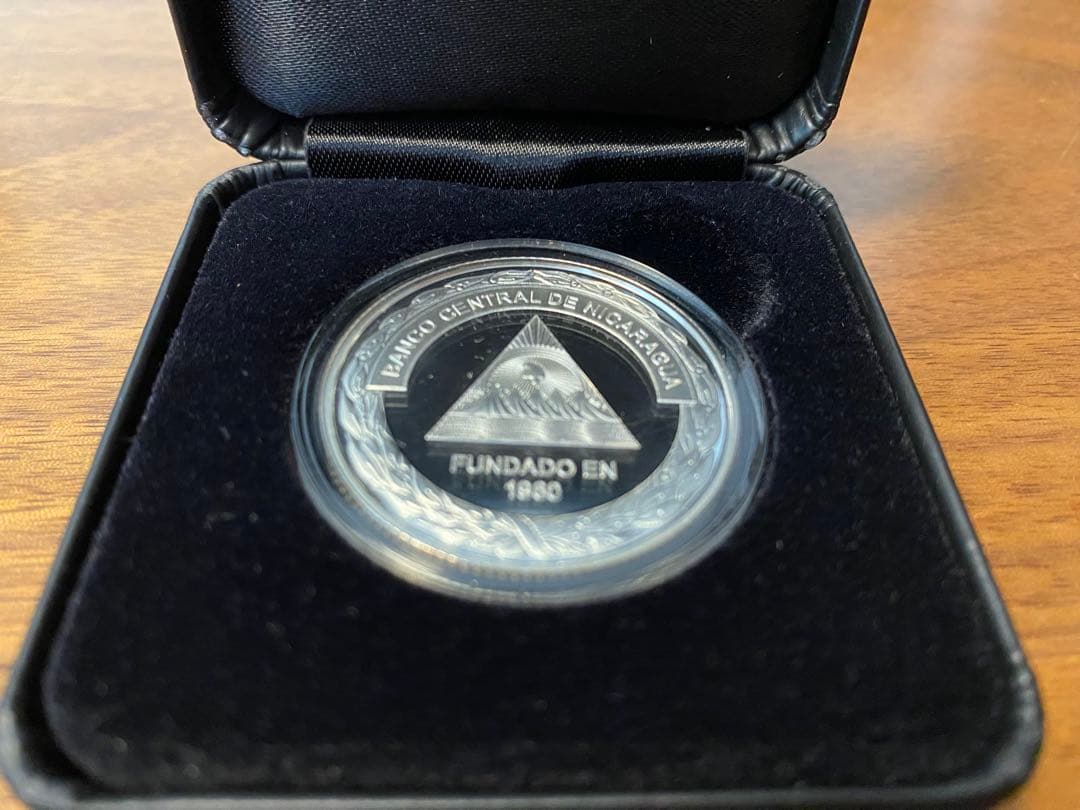 BANCO CENTRAL DE NICARAGUA
FUNDADO EN
1960